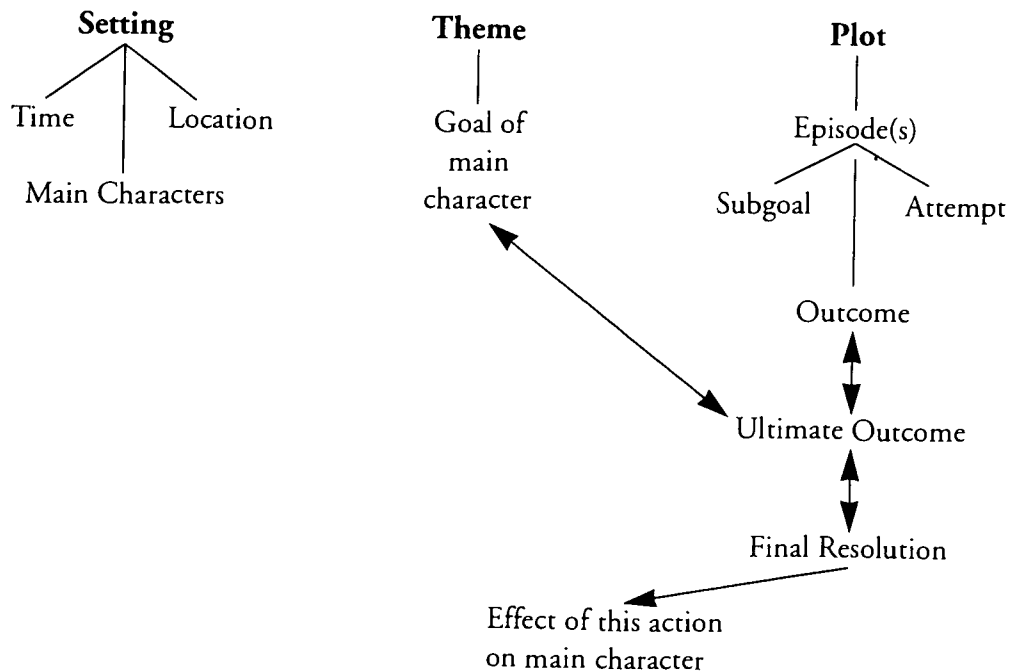 Setting
Theme
Plot
Time
Location
Main Characters
Goal of
main
character
Episode(s)
Subgoal
Attempt
Outcome
Ultimate Outcome
Final Resolution
Effect of this action
on main character